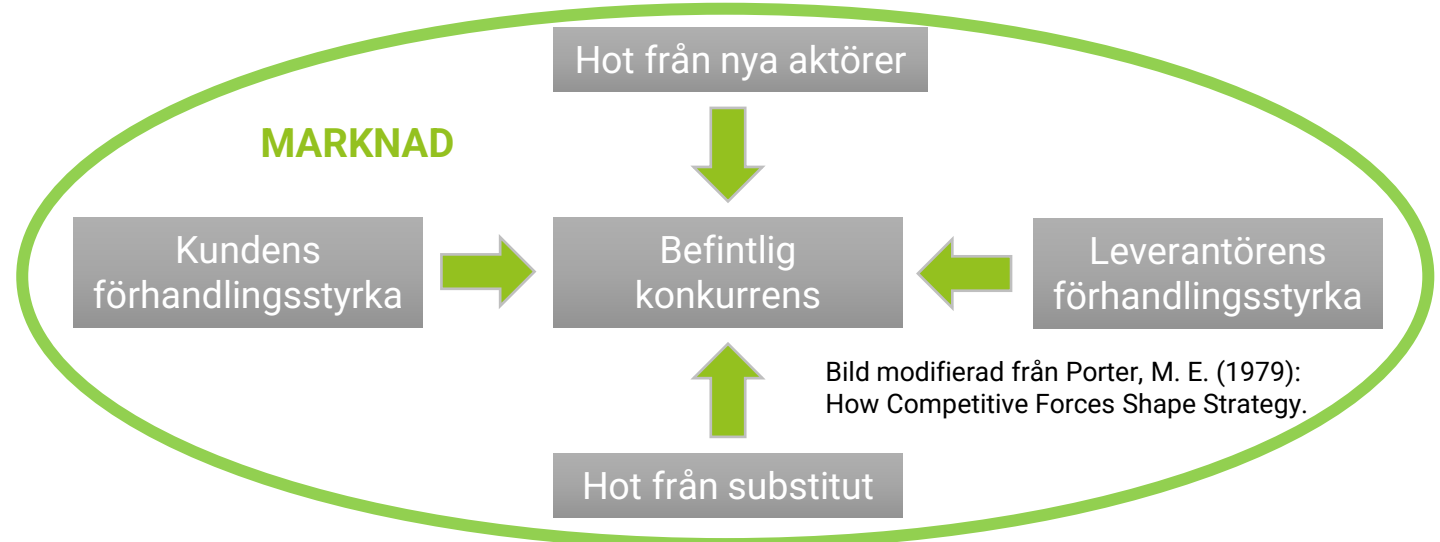 Hot från nya aktörer
MARKNAD
Kundens
förhandlingsstyrka
Befintlig
konkurrens
Leverantörens
förhandlingsstyrka
Bild modifierad från Porter, M. E. (1979):
How Competitive Forces Shape Strategy.
Hot från substitut